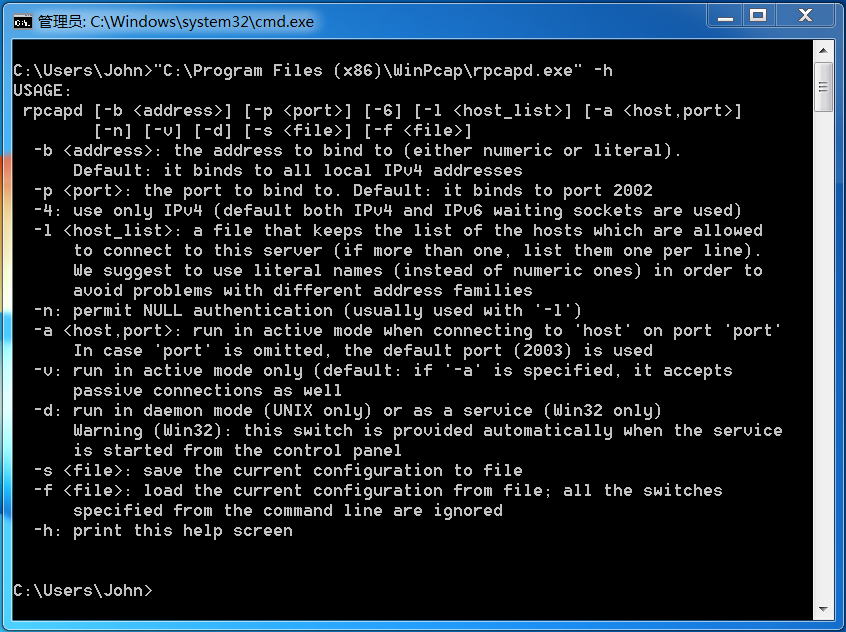 管理员: C:\Windows\system32\cmd.exe
C:\Users\John>"C:\Program Files (x86)\WinPcap\rpcapd.exe" -h
USAGE:
 rpcapd [-b <address>] [-p <port>] [-6] [-l <host_list>] [-a <host,port>]
        [-n] [-v] [-d] [-s <file>] [-f <file>]
  -b <address>: the address to bind to (either numeric or literal).
      Default: it binds to all local IPv4 addresses
  -p <port>: the port to bind to. Default: it binds to port 2002
  -4: use only IPv4 (default both IPv4 and IPv6 waiting sockets are used)
  -l <host_list>: a file that keeps the list of the hosts which are allowed
      to connect to this server (if more than one, list them one per line).
      We suggest to use literal names (instead of numeric ones) in order to
      avoid problems with different address families
  -n: permit NULL authentication (usually used with '-l')
  -a <host,port>: run in active mode when connecting to 'host' on port 'port'
      In case 'port' is omitted, the default port (2003) is used
  -v: run in active mode only (default: if '-a' is specified, it accepts
      passive connections as well
  -d: run in daemon mode (UNIX only) or as a service (Win32 only)
      Warning (Win32): this switch is provided automatically when the service
      is started from the control panel
  -s <file>: save the current configuration to file
  -f <file>: load the current configuration from file; all the switches
      specified from the command line are ignored
  -h: print this help screen
C:\Users\John>